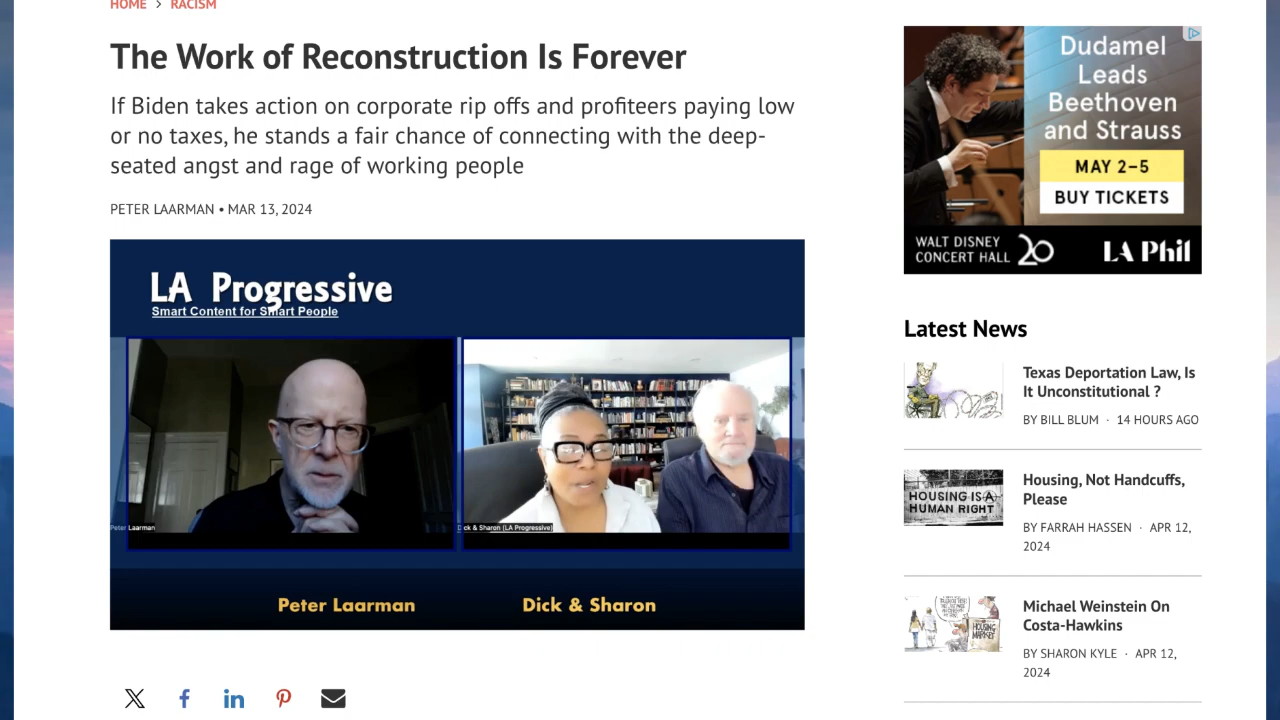 HOME > RACISM
The Work of Reconstruction Is Forever
If Biden takes action on corporate rip offs and profiteers paying low
or no taxes, he stands a fair chance of connecting with the deep-
seated angst and rage of working people
PETER LAARMAN • MAR 13, 2024
LA Progressive
Smart Content for Smart People
Peter Laarman
ck & Sharon (LA Progressive)
Peter Laarman
Dick & Sharon
Dudamel
Leads
Beethoven
and Strauss
MAY 2–5
BUY TICKETS
WALT DISNEY
CONCERT HALL
20
LA Phil
Latest News
Texas Deportation Law, Is
It Unconstitutional ?
BY BILL BLUM · 14 HOURS AGO
HOUSING IS A
HUMAN RIGHT
Housing, Not Handcuffs,
Please
BY FARRAH HASSEN · APR 12,
2024
HOUSING
MARKET
Michael Weinstein On
Costa-Hawkins
BY SHARON KYLE · APR 12,
2024